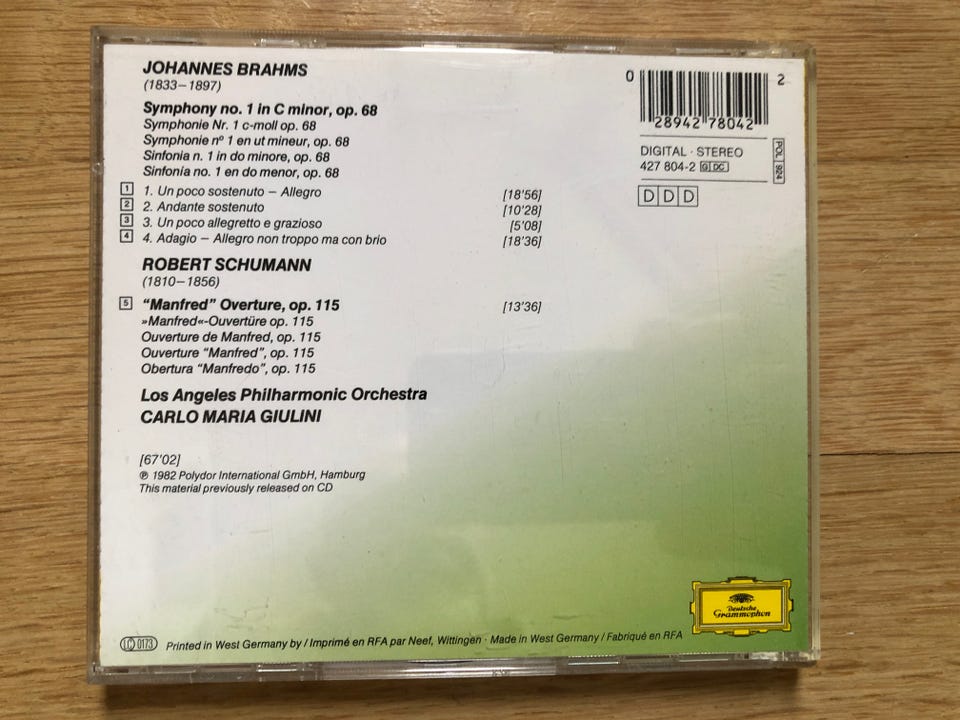 JOHANNES BRAHMS
(1833–1897)
Symphony no. 1 in C minor, op. 68
Symphonie Nr. 1 c-moll op. 68
Symphonie nº 1 en ut mineur, op. 68
Sinfonia n. 1 in do minore, op. 68
Sinfonía no. 1 en do menor, op. 68
1 1. Un poco sostenuto – Allegro [18'56]
2 2. Andante sostenuto [10'28]
3 3. Un poco allegretto e grazioso [5'08]
4 4. Adagio – Allegro non troppo ma con brio [18'36]
ROBERT SCHUMANN
(1810–1856)
5 “Manfred” Overture, op. 115 [13'36]
»Manfred«-Ouvertüre op. 115
Ouverture de Manfred, op. 115
Ouverture “Manfred”, op. 115
Obertura “Manfredo”, op. 115
Los Angeles Philharmonic Orchestra
CARLO MARIA GIULINI
[67'02]
℗ 1982 Polydor International GmbH, Hamburg
This material previously released on CD
0 28942 78042 2
DIGITAL · STEREO
427 804-2 G DC
POL 924
D D D
Deutsche
Grammophon
LC 0173 Printed in West Germany by / Imprimé en RFA par Neef, Wittingen · Made in West Germany / Fabriqué en RFA